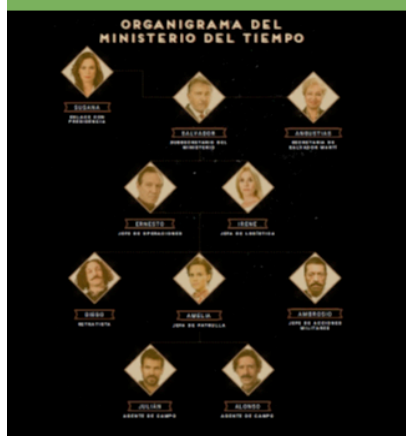 ORGANIGRAMA DEL
MINISTERIO DEL TIEMPO
SUSANA
ENLACE CON
PRESIDENCIA
SALVADOR
SUBSECRETARIO DEL
MINISTERIO
ANGUSTIAS
SECRETARIA DE
SALVADOR MARTÍ
ERNESTO
JEFE DE OPERACIONES
IRENE
JEFA DE LOGÍSTICA
DIEGO
RETRATISTA
AMELIA
JEFA DE PATRULLA
AMBROSIO
JEFE DE ACCIONES
MILITARES
JULIÁN
AGENTE DE CAMPO
ALONSO
AGENTE DE CAMPO